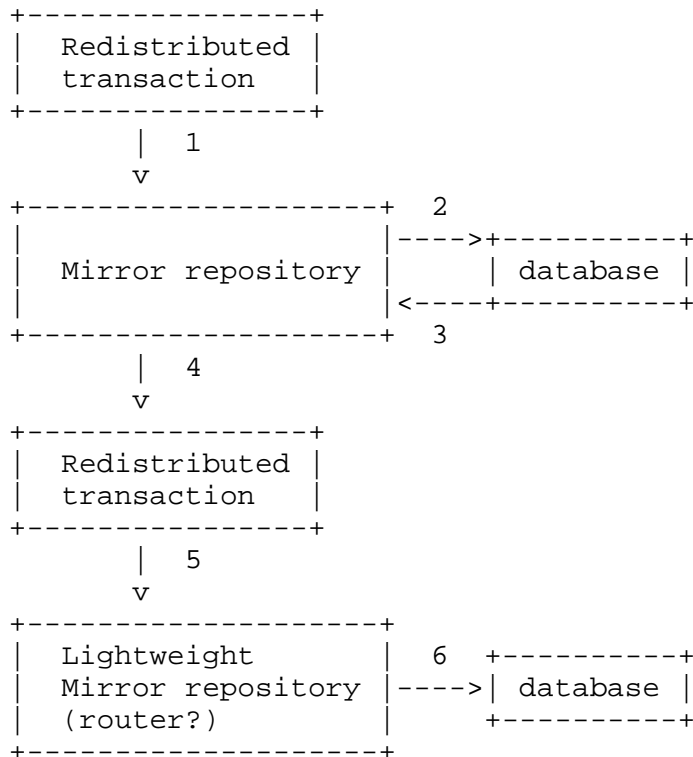 Redistributed
transaction
1
2
Mirror repository
database
3
4
Redistributed
transaction
5
Lightweight
6
Mirror repository
database
(router?)